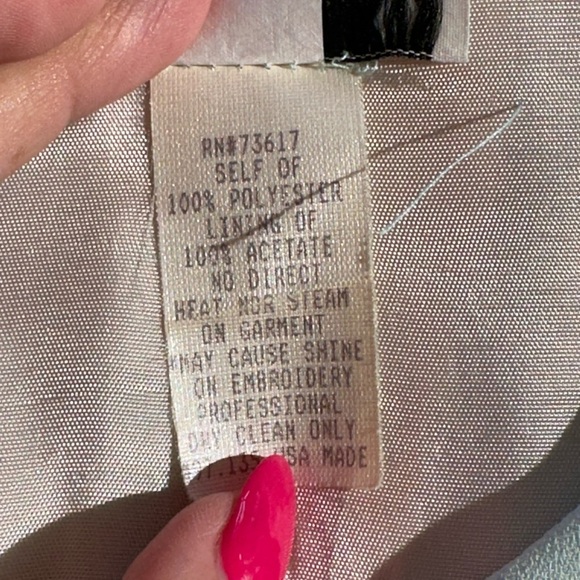 RN#73617
SELF OF
100% POLYESTER
LINING OF
100% ACETATE
NO DIRECT
HEAT NOR STEAM
ON GARMENT
*MAY CAUSE SHINE
ON EMBROIDERY
PROFESSIONAL
DRY CLEAN ONLY
USA MADE